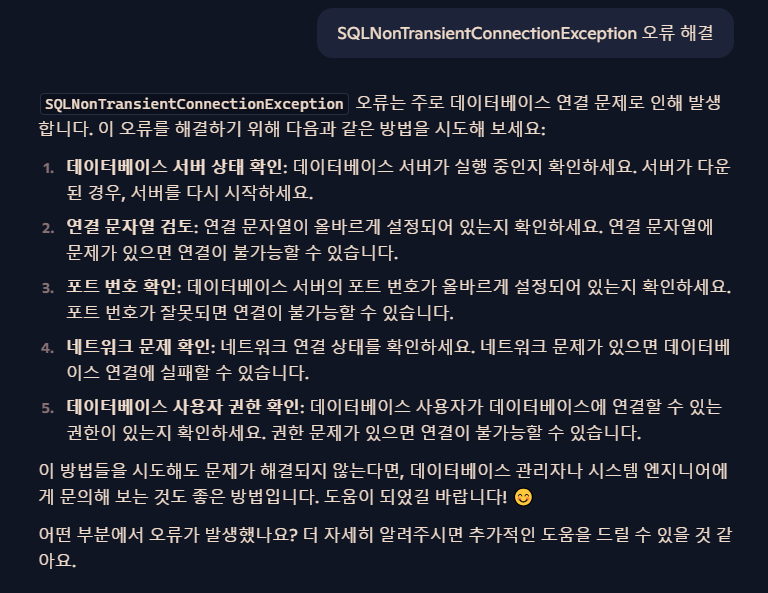 SQLNonTransientConnectionException 오류 해결
SQLNonTransientConnectionException 오류는 주로 데이터베이스 연결 문제로 인해 발생
합니다. 이 오류를 해결하기 위해 다음과 같은 방법을 시도해 보세요:
1. 데이터베이스 서버 상태 확인: 데이터베이스 서버가 실행 중인지 확인하세요. 서버가 다운
된 경우, 서버를 다시 시작하세요.
2. 연결 문자열 검토: 연결 문자열이 올바르게 설정되어 있는지 확인하세요. 연결 문자열에
문제가 있으면 연결이 불가능할 수 있습니다.
3. 포트 번호 확인: 데이터베이스 서버의 포트 번호가 올바르게 설정되어 있는지 확인하세요.
포트 번호가 잘못되면 연결이 불가능할 수 있습니다.
4. 네트워크 문제 확인: 네트워크 연결 상태를 확인하세요. 네트워크 문제가 있으면 데이터베
이스 연결에 실패할 수 있습니다.
5. 데이터베이스 사용자 권한 확인: 데이터베이스 사용자가 데이터베이스에 연결할 수 있는
권한이 있는지 확인하세요. 권한 문제가 있으면 연결이 불가능할 수 있습니다.
이 방법들을 시도해도 문제가 해결되지 않는다면, 데이터베이스 관리자나 시스템 엔지니어에
게 문의해 보는 것도 좋은 방법입니다. 도움이 되었길 바랍니다! 😊
어떤 부분에서 오류가 발생했나요? 더 자세히 알려주시면 추가적인 도움을 드릴 수 있을 것 같
아요.